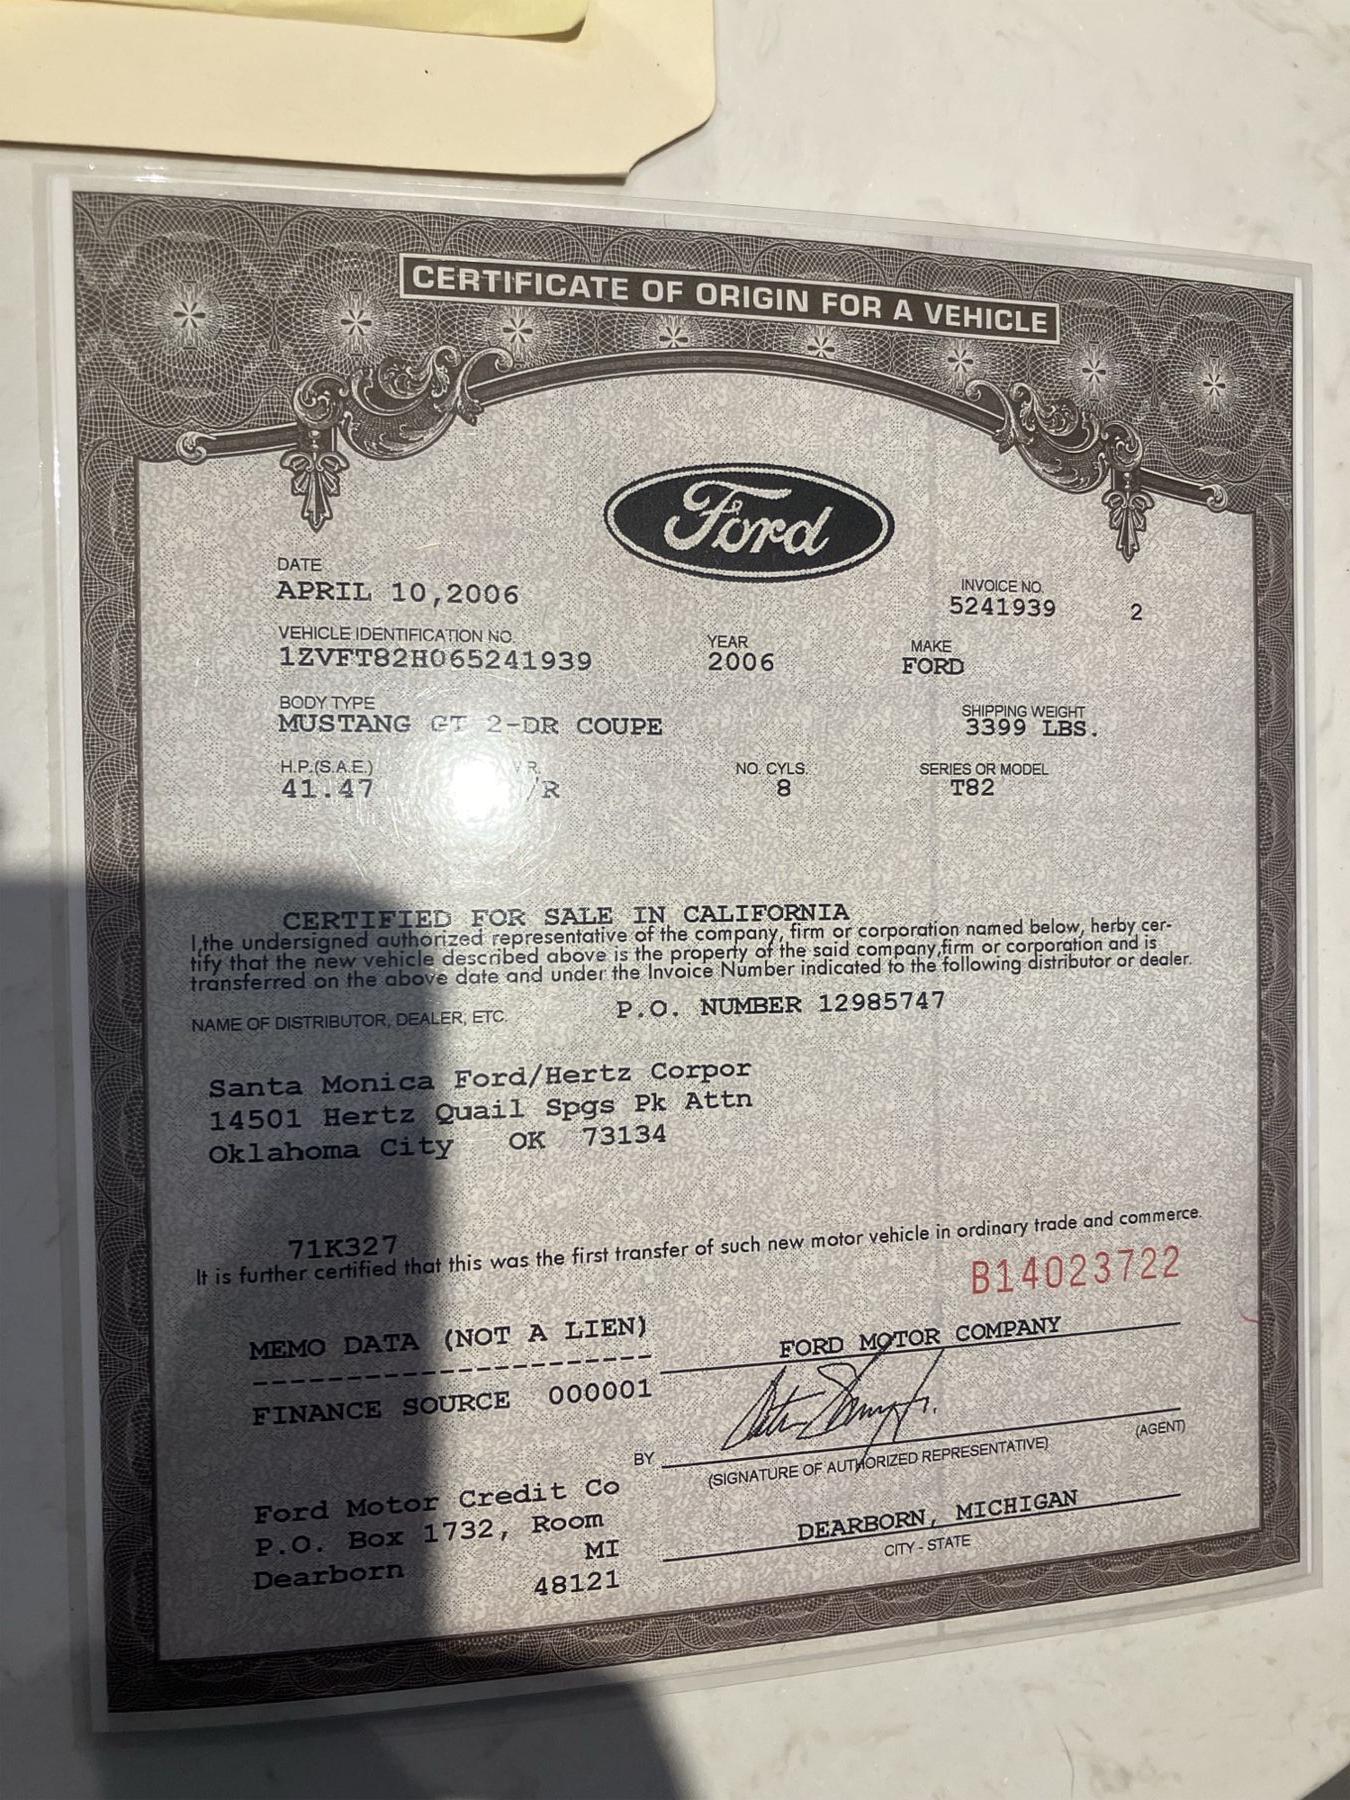 CERTIFICATE OF ORIGIN FOR A VEHICLE
Ford
DATE
APRIL 10,2006
INVOICE NO.
5241939 2
VEHICLE IDENTIFICATION NO.
1ZVFT82H065241939
YEAR
2006
MAKE
FORD
BODY TYPE
MUSTANG GT 2-DR COUPE
SHIPPING WEIGHT
3399 LBS.
H.P.(S.A.E.)
41.47
NO. CYLS.
8
SERIES OR MODEL
T82
CERTIFIED FOR SALE IN CALIFORNIA
I,the undersigned authorized representative of the company, firm or corporation named below, herby cer-
tify that the new vehicle described above is the property of the said company,firm or corporation and is
transferred on the above date and under the Invoice Number indicated to the following distributor or dealer.
P.O. NUMBER 12985747
NAME OF DISTRIBUTOR, DEALER, ETC.
Santa Monica Ford/Hertz Corpor
14501 Hertz Quail Spgs Pk Attn
Oklahoma City OK 73134
71K327
It is further certified that this was the first transfer of such new motor vehicle in ordinary trade and commerce.
B14023722
MEMO DATA (NOT A LIEN)
FORD MOTOR COMPANY
FINANCE SOURCE 000001
BY
(SIGNATURE OF AUTHORIZED REPRESENTATIVE) (AGENT)
Ford Motor Credit Co
P.O. Box 1732, Room
Dearborn MI
48121
DEARBORN, MICHIGAN
CITY - STATE